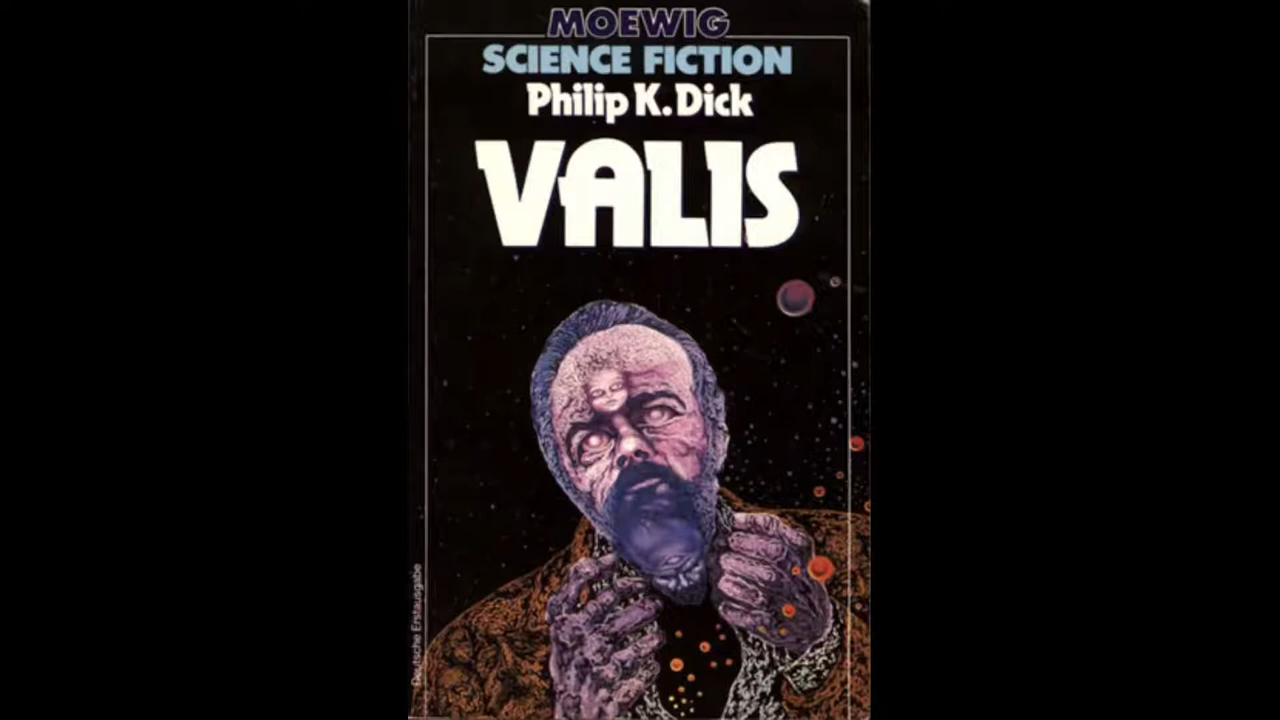 MOEWIG
SCIENCE FICTION
Philip K. Dick
VALIS
Deutsche Erstausgabe